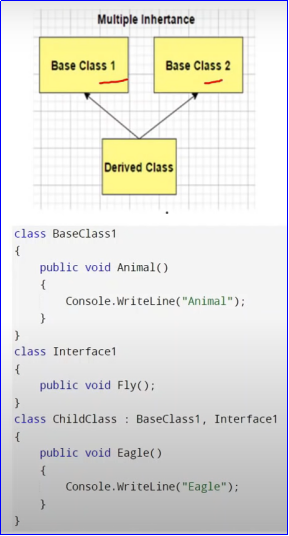 Multiple Inhertance
Base Class 1
Base Class 2
Derived Class
class BaseClass1
{
    public void Animal()
    {
        Console.WriteLine("Animal");
    }
}
class Interface1
{
    public void Fly();
}
class ChildClass : BaseClass1, Interface1
{
    public void Eagle()
    {
        Console.WriteLine("Eagle");
    }
}